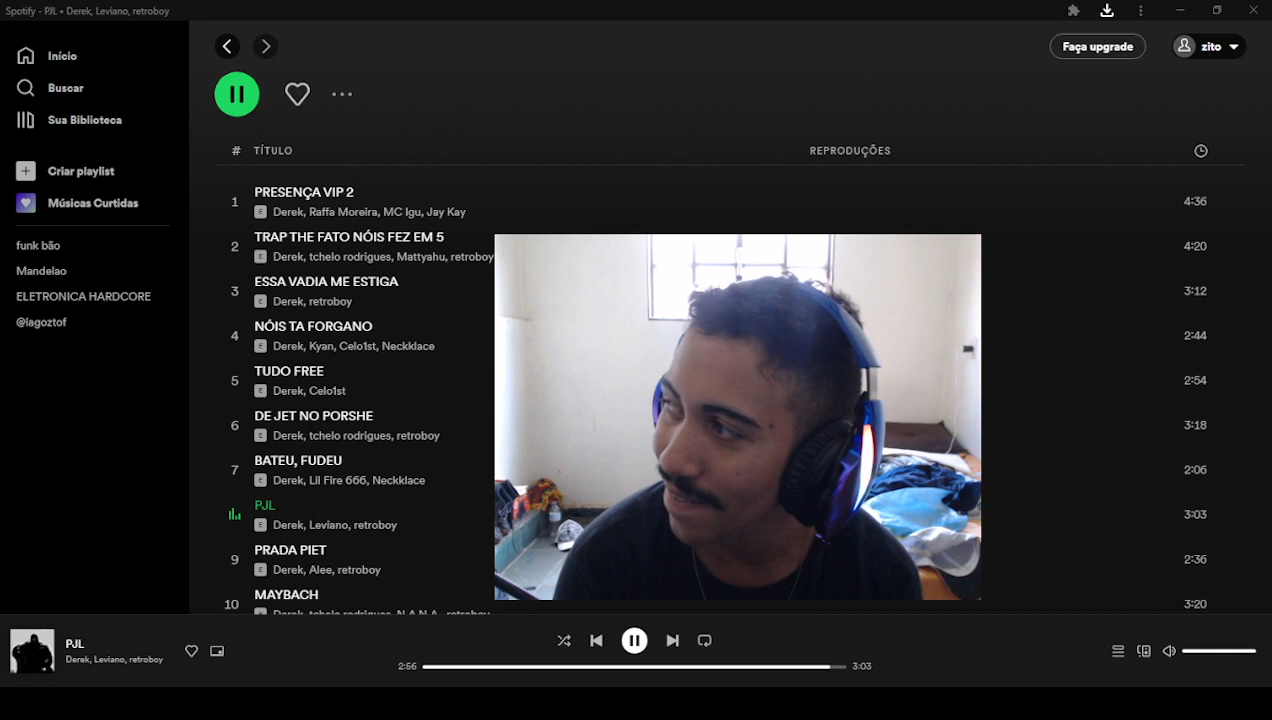 Spotify - PJL • Derek, Leviano, retroboy
Início
Buscar
Sua Biblioteca
Criar playlist
Músicas Curtidas
funk bão
Mandelao
ELETRONICA HARDCORE
@iagoztof
Faça upgrade
zito
# TÍTULO REPRODUÇÕES
1 PRESENÇA VIP 2 4:36
E Derek, Raffa Moreira, MC Igu, Jay Kay
2 TRAP THE FATO NÓIS FEZ EM 5 4:20
E Derek, tchelo rodrigues, Mattyahu, retroboy
3 ESSA VADIA ME ESTIGA 3:12
E Derek, retroboy
4 NÓIS TA FORGANO 2:44
E Derek, Kyan, Celo1st, Neckklace
5 TUDO FREE 2:54
E Derek, Celo1st
6 DE JET NO PORSHE 3:18
E Derek, tchelo rodrigues, retroboy
7 BATEU, FUDEU 2:06
E Derek, Lil Fire 666, Neckklace
PJL 3:03
E Derek, Leviano, retroboy
9 PRADA PIET 2:36
E Derek, Alee, retroboy
10 MAYBACH 3:20
E Derek, tchelo rodrigues, N.A.N.A., retroboy
PJL
Derek, Leviano, retroboy
2:56 3:03